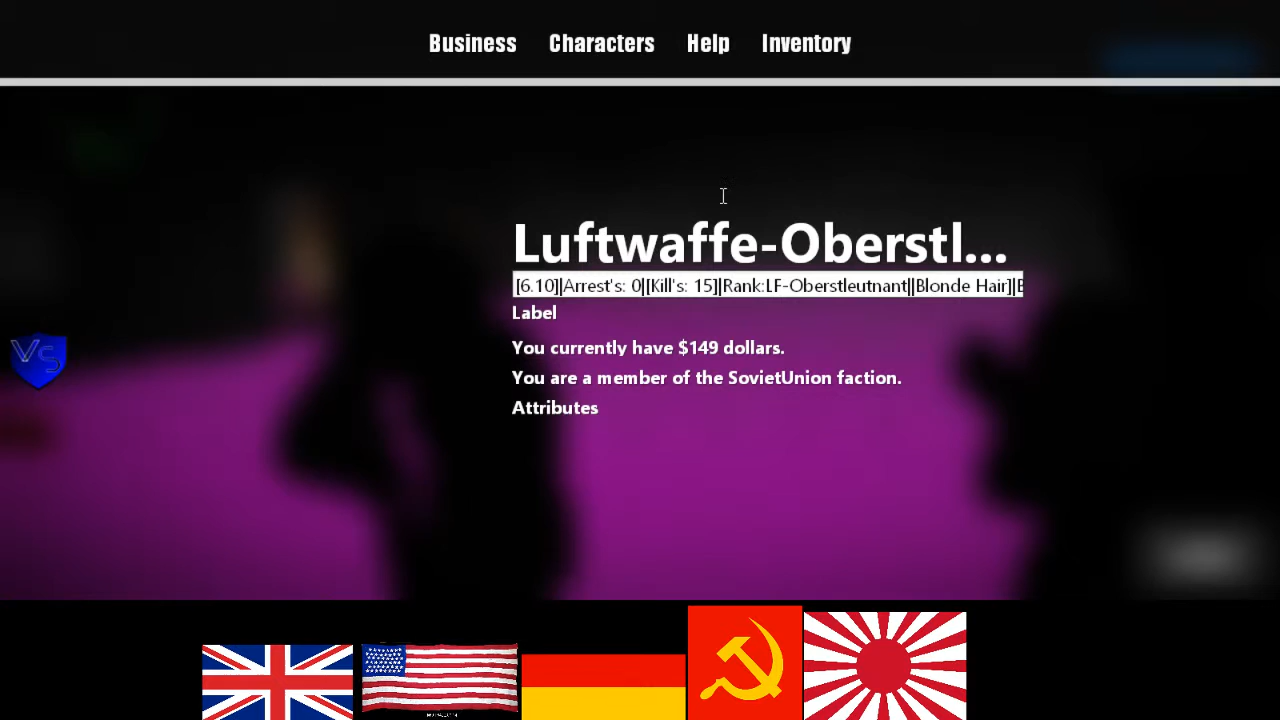 Business Characters Help Inventory
Luftwaffe-Oberstl...
[6.10]|Arrest's: 0|[Kill's: 15]|Rank:LF-Oberstleutnant||Blonde Hair]|E
Label
You currently have $149 dollars.
You are a member of the SovietUnion faction.
Attributes
VS